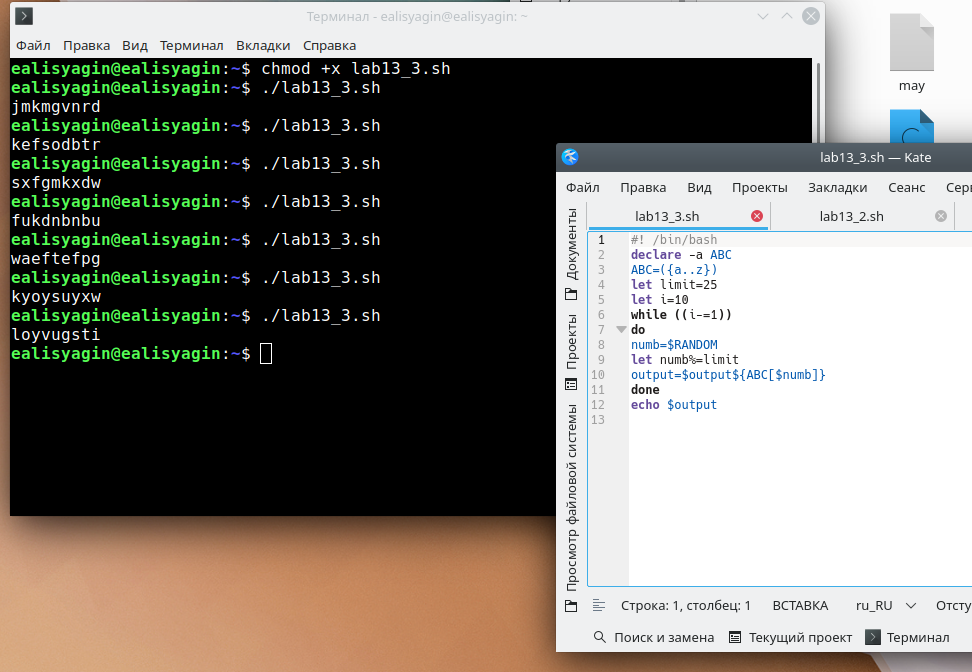 Терминал - ealisyagin@ealisyagin: ~
Файл Правка Вид Терминал Вкладки Справка
ealisyagin@ealisyagin:~$ chmod +x lab13_3.sh
ealisyagin@ealisyagin:~$ ./lab13_3.sh
jmkmgvnrd
ealisyagin@ealisyagin:~$ ./lab13_3.sh
kefsodbtr
ealisyagin@ealisyagin:~$ ./lab13_3.sh
sxfgmkxdw
ealisyagin@ealisyagin:~$ ./lab13_3.sh
fukdnbnbu
ealisyagin@ealisyagin:~$ ./lab13_3.sh
waeftefpg
ealisyagin@ealisyagin:~$ ./lab13_3.sh
kyoysuyxw
ealisyagin@ealisyagin:~$ ./lab13_3.sh
loyvugsti
ealisyagin@ealisyagin:~$
may
lab13_3.sh — Kate
Файл Правка Вид Проекты Закладки Сеанс Серв
lab13_3.sh lab13_2.sh
Документы
Проекты
Просмотр файловой системы
1 #! /bin/bash
2 declare -a ABC
3 ABC=({a..z})
4 let limit=25
5 let i=10
6 while ((i-=1))
7 do
8 numb=$RANDOM
9 let numb%=limit
10 output=$output${ABC[$numb]}
11 done
12 echo $output
13
Строка: 1, столбец: 1 ВСТАВКА ru_RU Отсту
Поиск и замена Текущий проект Терминал